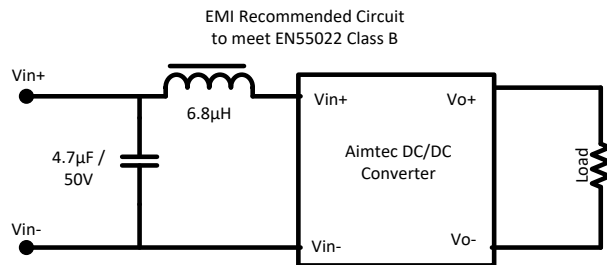 EMI Recommended Circuit
to meet EN55022 Class B
Vin+
6.8µH
Vin+
Vo+
4.7µF /
50V
Aimtec DC/DC
Converter
Load
Vin-
Vin-
Vo-